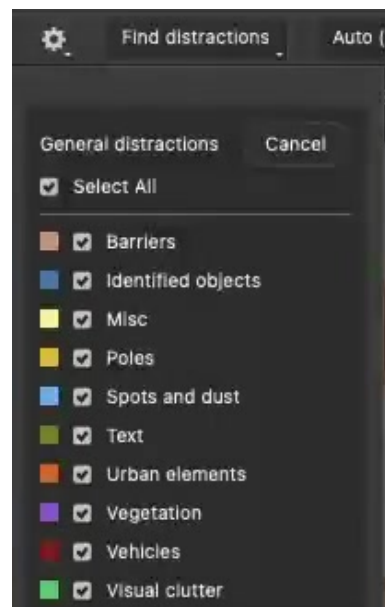 Find distractions Auto (
General distractions Cancel
Select All
Barriers
Identified objects
Misc
Poles
Spots and dust
Text
Urban elements
Vegetation
Vehicles
Visual clutter